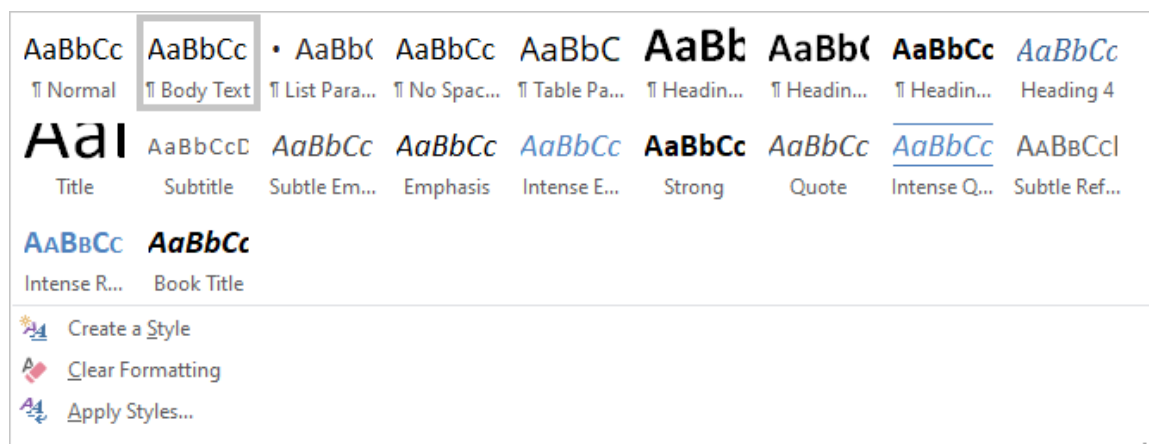 AaBbCc AaBbCc • AaBb( AaBbCc AaBbC AaBb AaBb( AaBbCc AaBbCc
¶ Normal ¶ Body Text ¶ List Para... ¶ No Spac... ¶ Table Pa... ¶ Headin... ¶ Headin... ¶ Headin... Heading 4
AaI AaBbCcD AaBbCc AaBbCc AaBbCc AaBbCc AaBbCc AaBbCc AABBCCI
Title Subtitle Subtle Em... Emphasis Intense E... Strong Quote Intense Q... Subtle Ref...
AABBCC AaBbCc
Intense R... Book Title
Create a Style
Clear Formatting
Apply Styles...